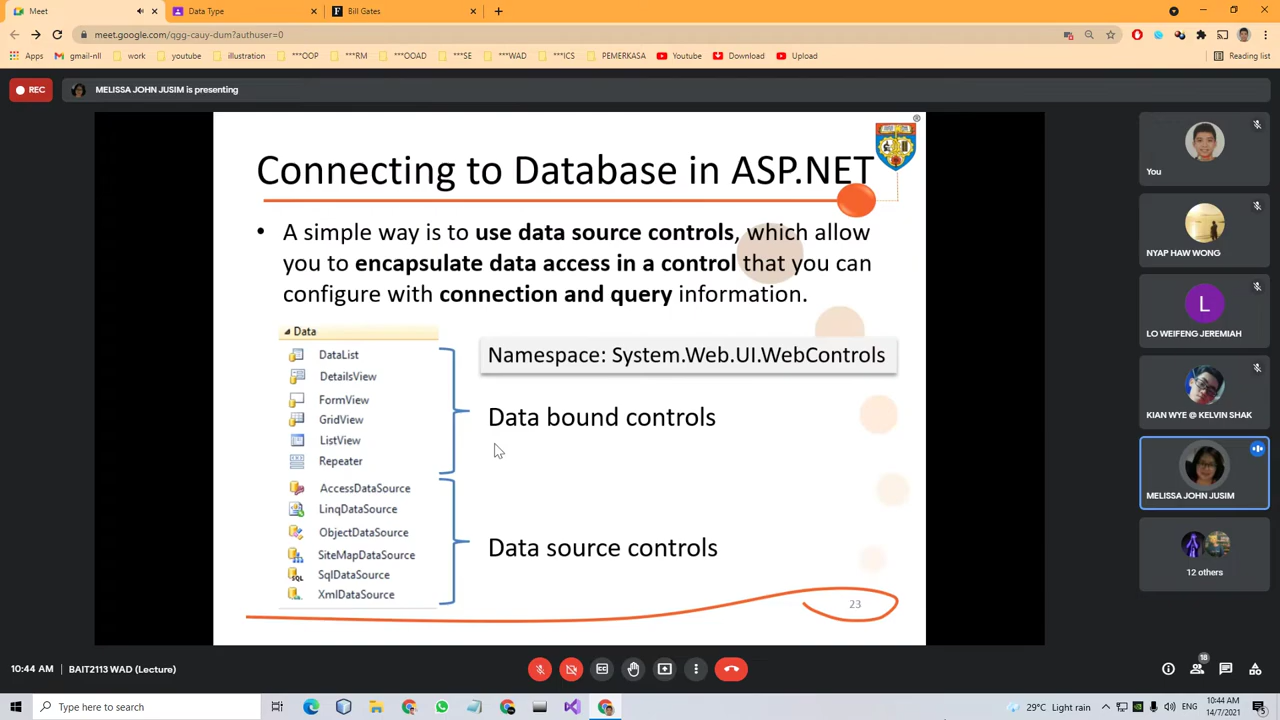 Meet
Data Type
Bill Gates
meet.google.com/qgg-cauy-dum?authuser=0
Apps
gmail-nll
work
youtube
illustration
***OOP
***RM
***OOAD
***SE
***WAD
***ICS
PEMERKASA
Youtube
Download
Upload
Reading list
REC
MELISSA JOHN JUSIM is presenting
Connecting to Database in ASP.NET
®
• A simple way is to use data source controls, which allow
you to encapsulate data access in a control that you can
configure with connection and query information.
Data
DataList
DetailsView
FormView
GridView
ListView
Repeater
AccessDataSource
LinqDataSource
ObjectDataSource
SiteMapDataSource
SQL
SqlDataSource
XmlDataSource
Namespace: System.Web.UI.WebControls
Data bound controls
Data source controls
23
You
NYAP HAW WONG
L
LO WEIFENG JEREMIAH
KIAN WYE @ KELVIN SHAK
MELISSA JOHN JUSIM
12 others
10:44 AM
BAIT2113 WAD (Lecture)
18
Type here to search
29°C Light rain
ENG
10:44 AM
14/7/2021
5